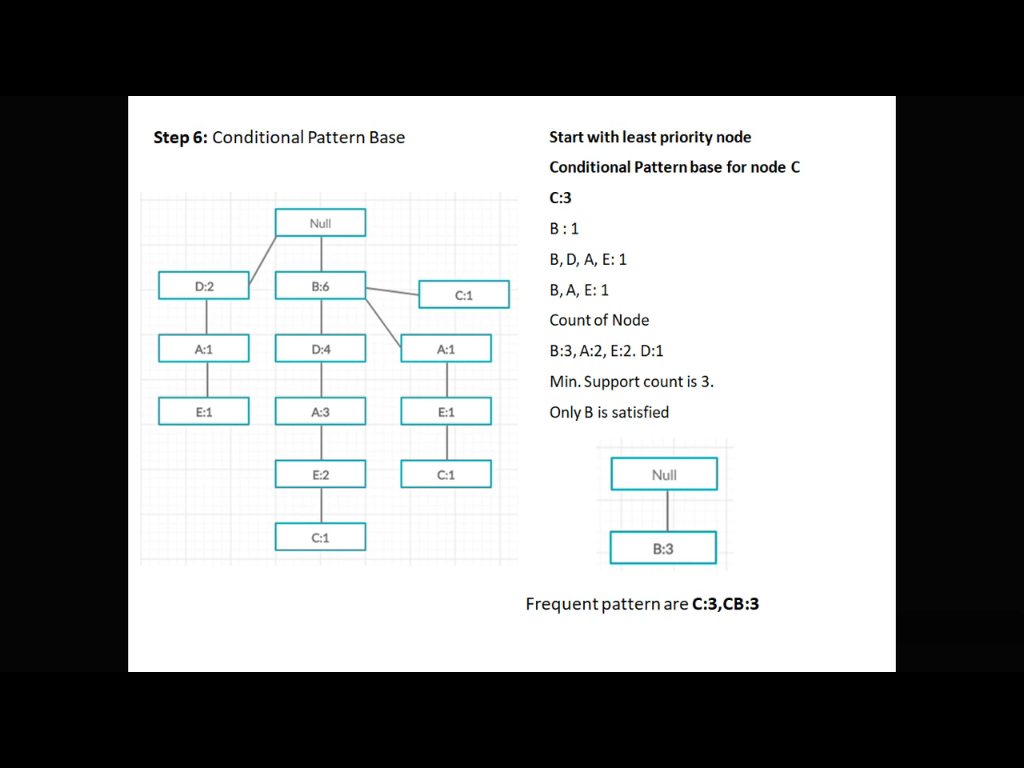 Step 6: Conditional Pattern Base
Null
D:2
B:6
C:1
A:1
D:4
A:1
E:1
A:3
E:1
E:2
C:1
C:1
Start with least priority node
Conditional Pattern base for node C
C:3
B : 1
B, D, A, E: 1
B, A, E: 1
Count of Node
B:3, A:2, E:2. D:1
Min. Support count is 3.
Only B is satisfied
Null
B:3
Frequent pattern are C:3,CB:3